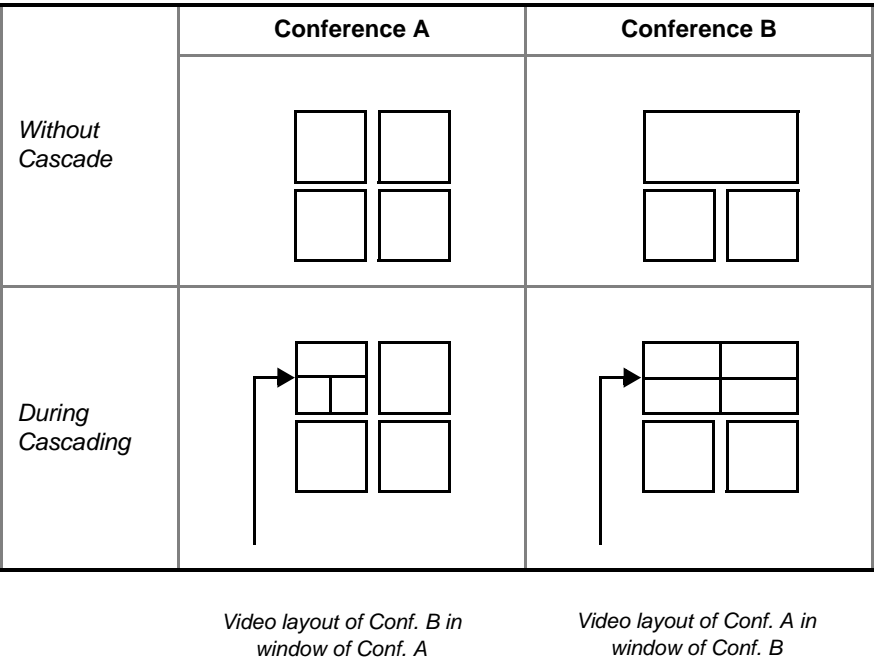 Conference A
Conference B
Without
Cascade
During
Cascading
Video layout of Conf. B in
window of Conf. A
Video layout of Conf. A in
window of Conf. B